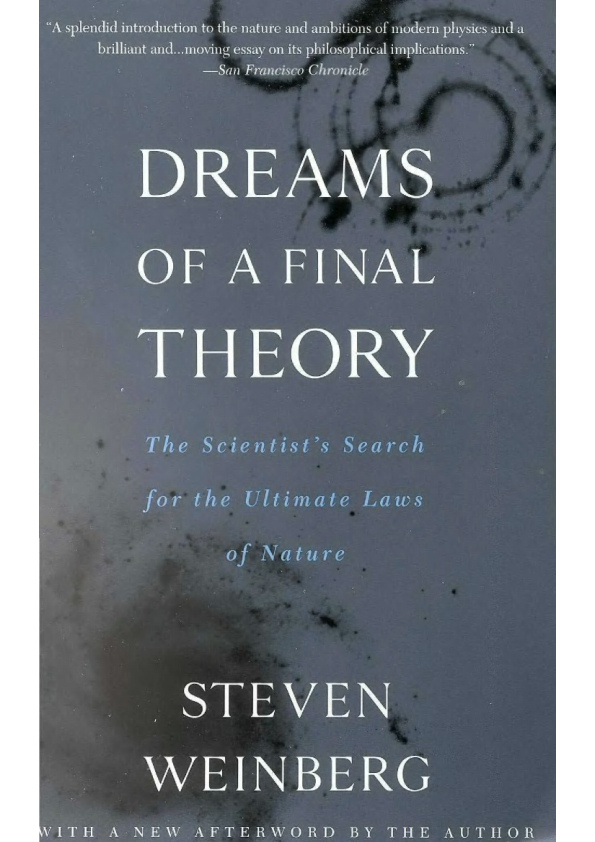 “A splendid introduction to the nature and ambitions of modern physics and a
brilliant and...moving essay on its philosophical implications.”
—San Francisco Chronicle
DREAMS
OF A FINAL
THEORY
The Scientist’s Search
for the Ultimate Laws
of Nature
STEVEN
WEINBERG
WITH A NEW AFTERWORD BY THE AUTHOR